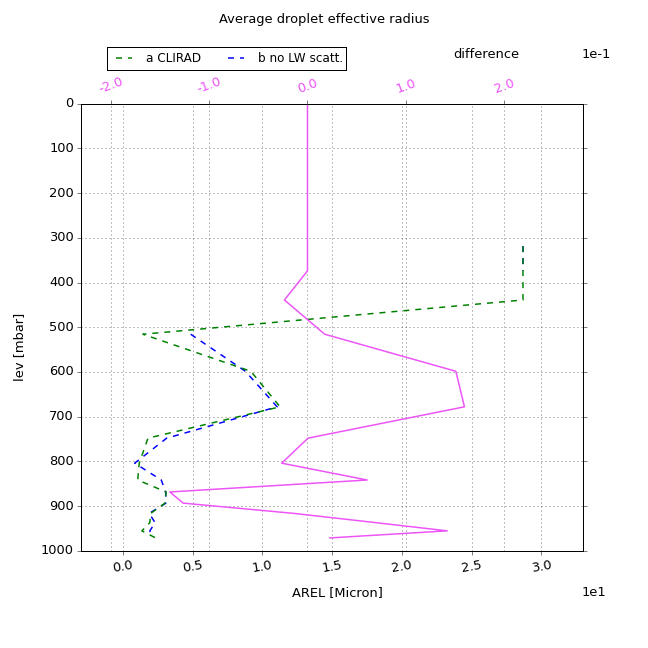 Average droplet effective radius
a CLIRAD b no LW scatt.
difference 1e-1
-2.0 -1.0 0.0 1.0 2.0
0
100
200
300
400
500
600
700
800
900
1000
lev [mbar]
0.0 0.5 1.0 1.5 2.0 2.5 3.0
AREL [Micron] 1e1